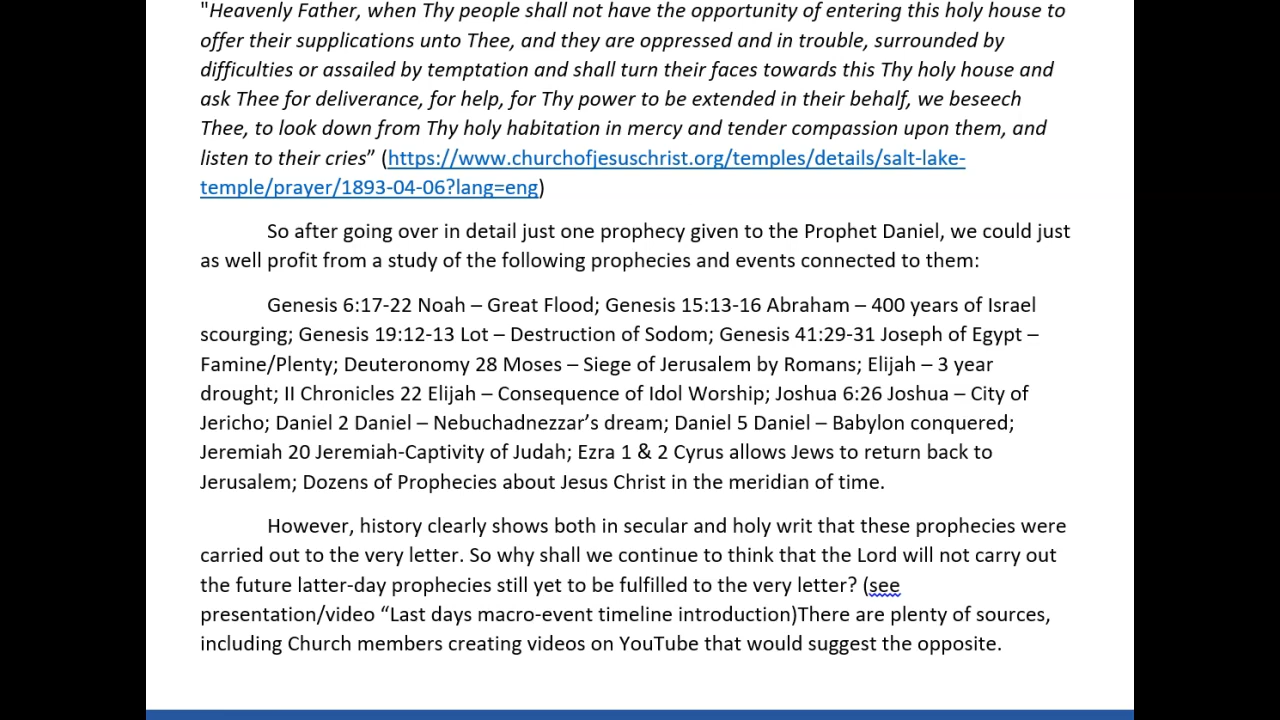 "Heavenly Father, when Thy people shall not have the opportunity of entering this holy house to
offer their supplications unto Thee, and they are oppressed and in trouble, surrounded by
difficulties or assailed by temptation and shall turn their faces towards this Thy holy house and
ask Thee for deliverance, for help, for Thy power to be extended in their behalf, we beseech
Thee, to look down from Thy holy habitation in mercy and tender compassion upon them, and
listen to their cries” (https://www.churchofjesuschrist.org/temples/details/salt-lake-
temple/prayer/1893-04-06?lang=eng)
So after going over in detail just one prophecy given to the Prophet Daniel, we could just
as well profit from a study of the following prophecies and events connected to them:
Genesis 6:17-22 Noah – Great Flood; Genesis 15:13-16 Abraham – 400 years of Israel
scourging; Genesis 19:12-13 Lot – Destruction of Sodom; Genesis 41:29-31 Joseph of Egypt –
Famine/Plenty; Deuteronomy 28 Moses – Siege of Jerusalem by Romans; Elijah – 3 year
drought; II Chronicles 22 Elijah – Consequence of Idol Worship; Joshua 6:26 Joshua – City of
Jericho; Daniel 2 Daniel – Nebuchadnezzar’s dream; Daniel 5 Daniel – Babylon conquered;
Jeremiah 20 Jeremiah-Captivity of Judah; Ezra 1 & 2 Cyrus allows Jews to return back to
Jerusalem; Dozens of Prophecies about Jesus Christ in the meridian of time.
However, history clearly shows both in secular and holy writ that these prophecies were
carried out to the very letter. So why shall we continue to think that the Lord will not carry out
the future latter-day prophecies still yet to be fulfilled to the very letter? (see
presentation/video “Last days macro-event timeline introduction)There are plenty of sources,
including Church members creating videos on YouTube that would suggest the opposite.